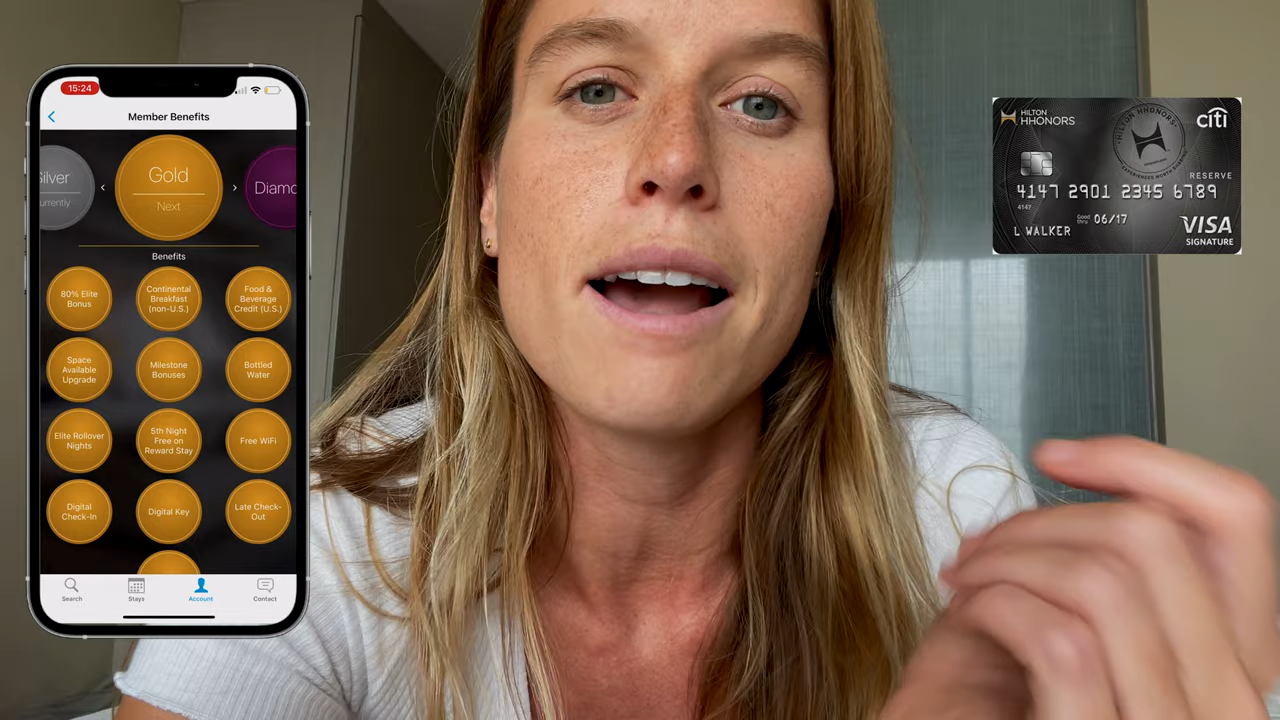 15:24
Member Benefits
Silver
Currently
Gold
Next
Diamo
Benefits
80% Elite
Bonus
Continental
Breakfast
(non-U.S.)
Food &
Beverage
Credit (U.S.)
Space
Available
Upgrade
Milestone
Bonuses
Bottled
Water
Elite Rollover
Nights
5th Night
Free on
Reward Stay
Free WiFi
Digital
Check-In
Digital Key
Late Check-
Out
Search
Stays
Account
Contact
HILTON
HHONORS
citi
HILTON HHONORS
RESERVE
4147 2901 2345 6789
4147
Good
thru
06/17
L WALKER
VISA
SIGNATURE